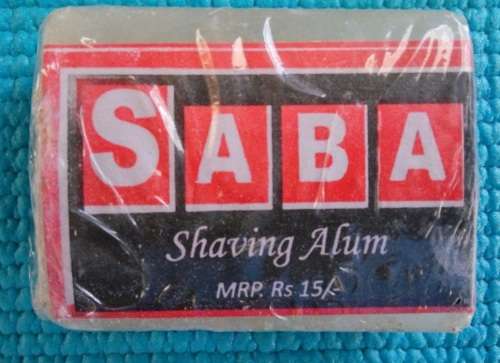 SABA
Shaving Alum
MRP. Rs 15/-